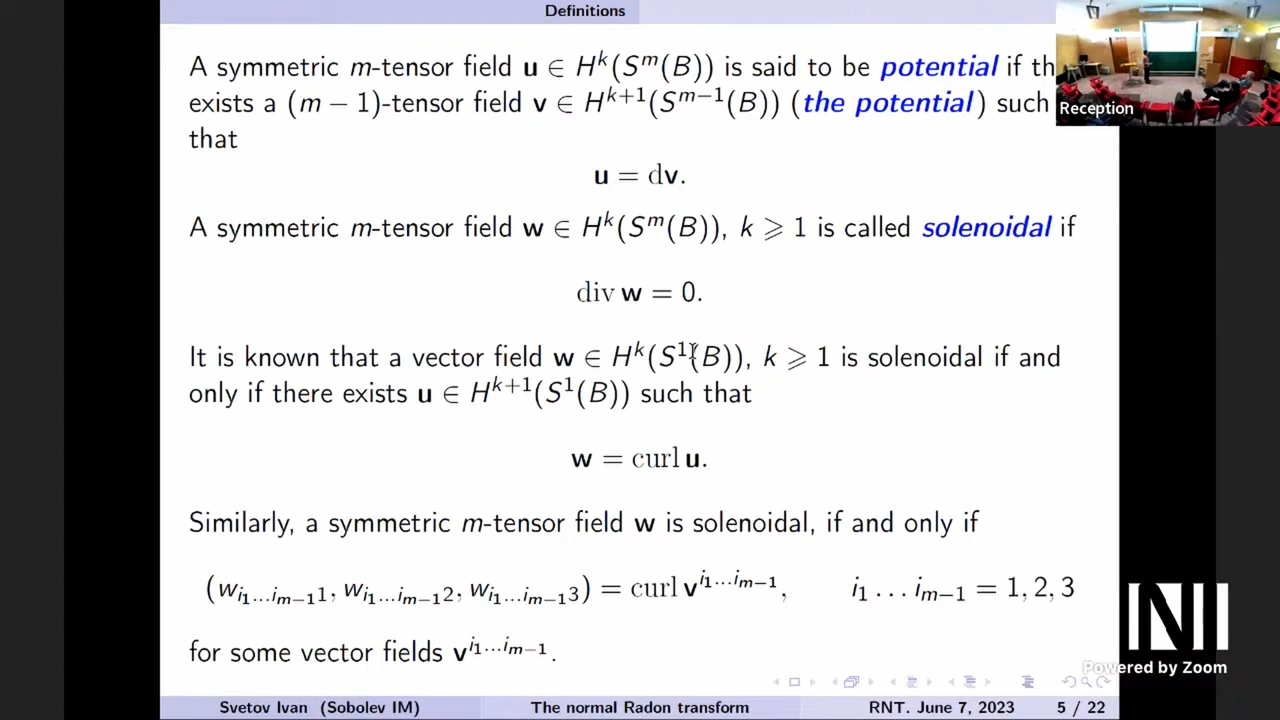 Definitions
A symmetric m-tensor field u ∈ H^k(S^m(B)) is said to be potential if th
exists a (m − 1)-tensor field v ∈ H^{k+1}(S^{m−1}(B)) (the potential) such
that
u = dv.
A symmetric m-tensor field w ∈ H^k(S^m(B)), k ⩾ 1 is called solenoidal if
div w = 0.
It is known that a vector field w ∈ H^k(S^1(B)), k ⩾ 1 is solenoidal if and
only if there exists u ∈ H^{k+1}(S^1(B)) such that
w = curl u.
Similarly, a symmetric m-tensor field w is solenoidal, if and only if
(w_{i_1...i_{m−1}1}, w_{i_1...i_{m−1}2}, w_{i_1...i_{m−1}3}) = curl v^{i_1...i_{m−1}}, i_1 ... i_{m−1} = 1, 2, 3
for some vector fields v^{i_1...i_{m−1}}.
Svetov Ivan (Sobolev IM) The normal Radon transform RNT. June 7, 2023 5 / 22
Reception
Powered by Zoom